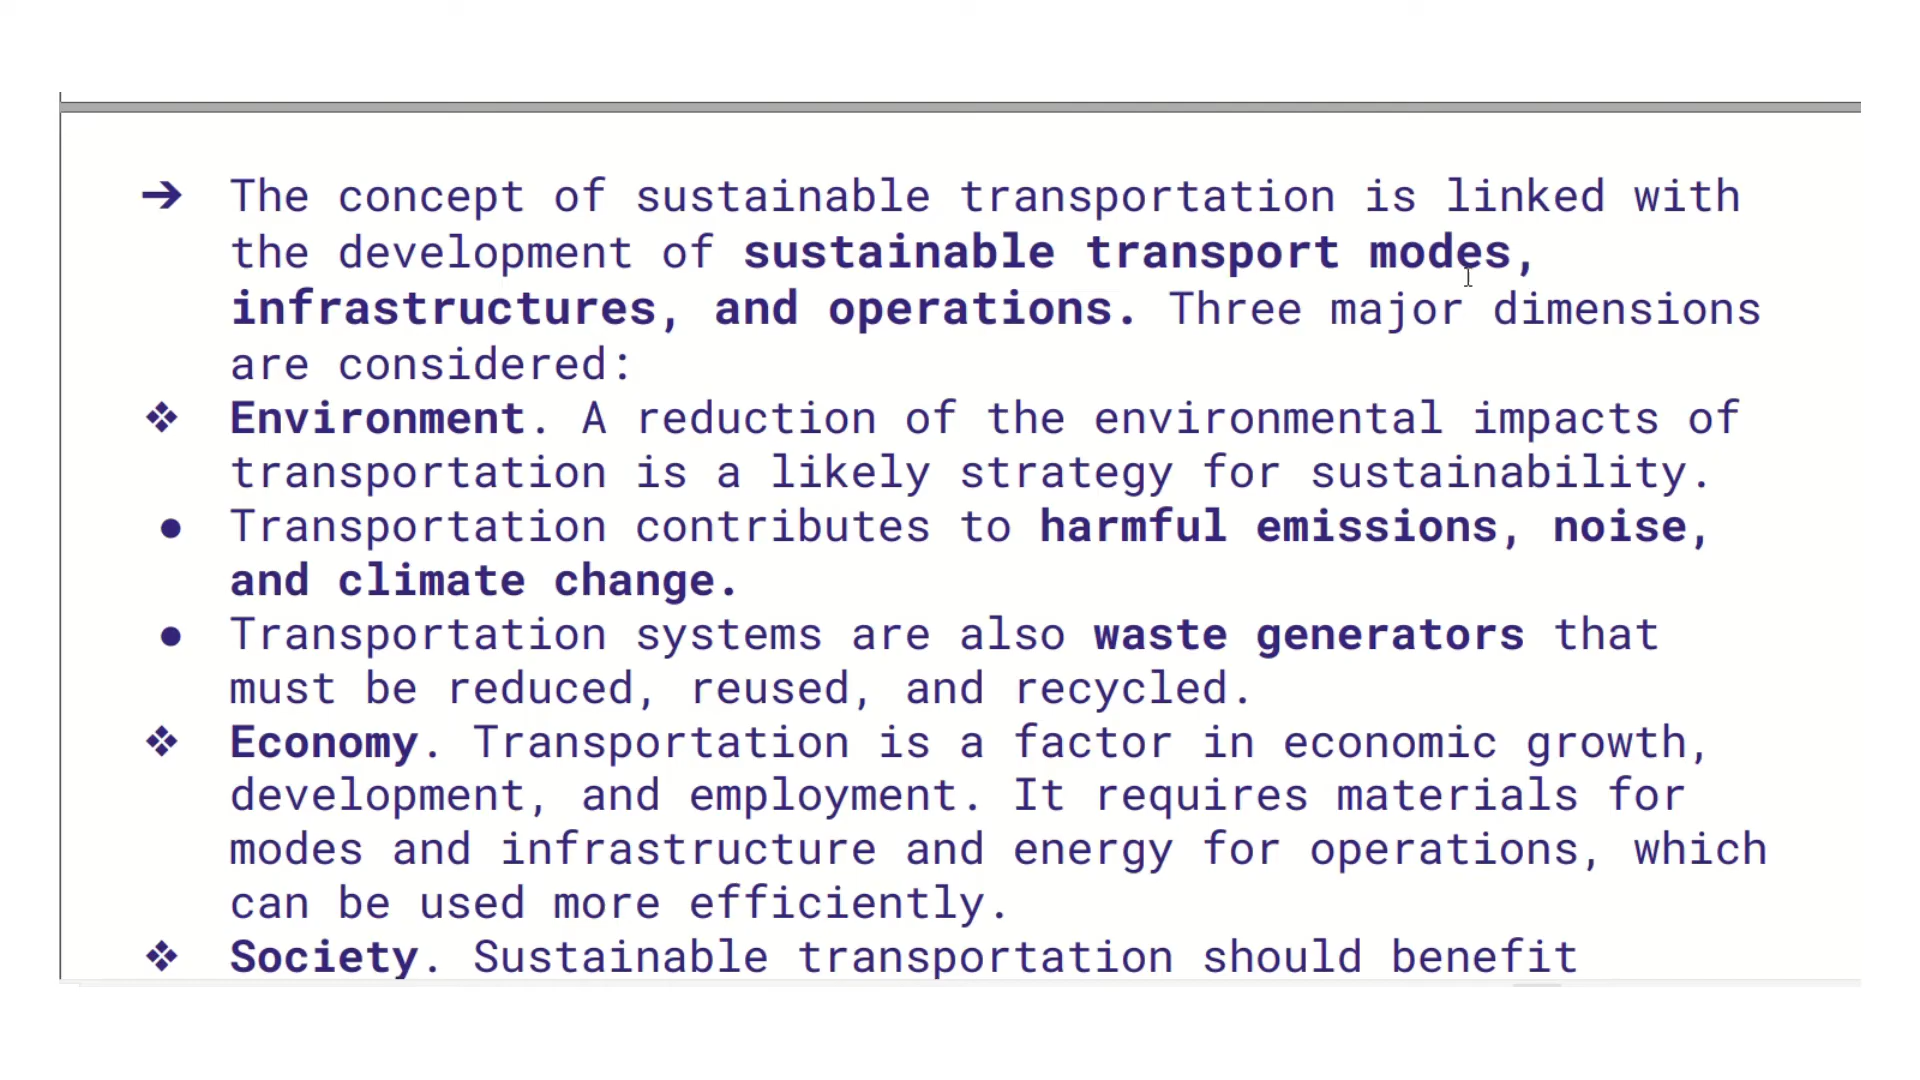 ➔ The concept of sustainable transportation is linked with
the development of sustainable transport modes,
infrastructures, and operations. Three major dimensions
are considered:
❖ Environment. A reduction of the environmental impacts of
transportation is a likely strategy for sustainability.
● Transportation contributes to harmful emissions, noise,
and climate change.
● Transportation systems are also waste generators that
must be reduced, reused, and recycled.
❖ Economy. Transportation is a factor in economic growth,
development, and employment. It requires materials for
modes and infrastructure and energy for operations, which
can be used more efficiently.
❖ Society. Sustainable transportation should benefit